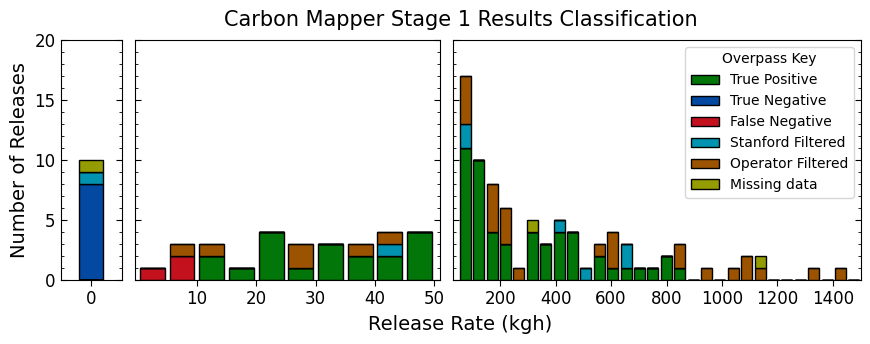 Carbon Mapper Stage 1 Results Classification
Number of Releases
20
15
10
5
0
Overpass Key
True Positive
True Negative
False Negative
Stanford Filtered
Operator Filtered
Missing data
0
10 20 30 40 50
200 400 600 800 1000 1200 1400
Release Rate (kgh)